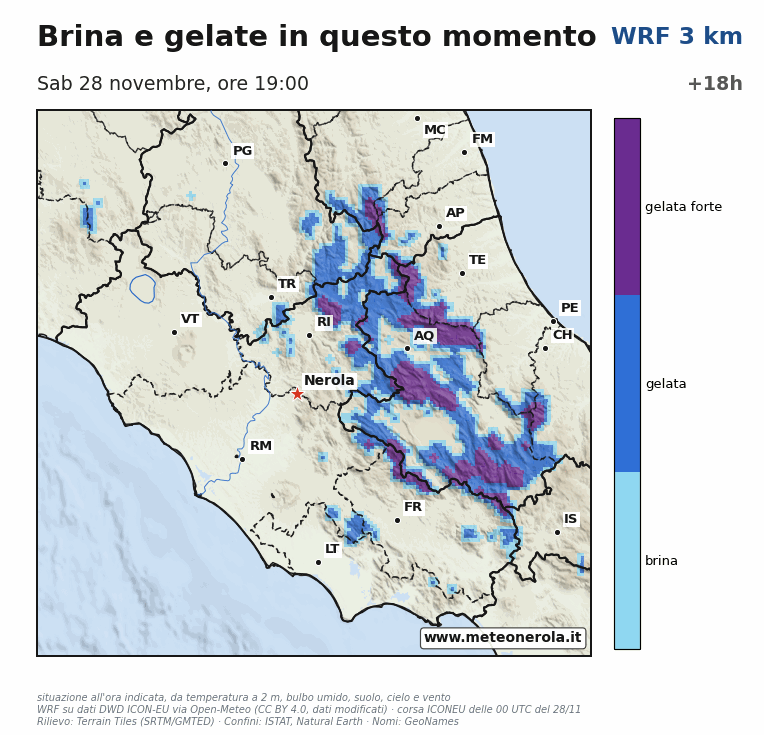 Brina e gelate in questo momento WRF 3 km
Sab 28 novembre, ore 19:00 +18h
MC
FM
PG
AP
TE
TR
PE
VT
RI
AQ
CH
Nerola
RM
FR
IS
LT
gelata forte
gelata
brina
www.meteonerola.it
situazione all'ora indicata, da temperatura a 2 m, bulbo umido, suolo, cielo e vento
WRF su dati DWD ICON-EU via Open-Meteo (CC BY 4.0, dati modificati) · corsa ICONEU delle 00 UTC del 28/11
Rilievo: Terrain Tiles (SRTM/GMTED) · Confini: ISTAT, Natural Earth · Nomi: GeoNames